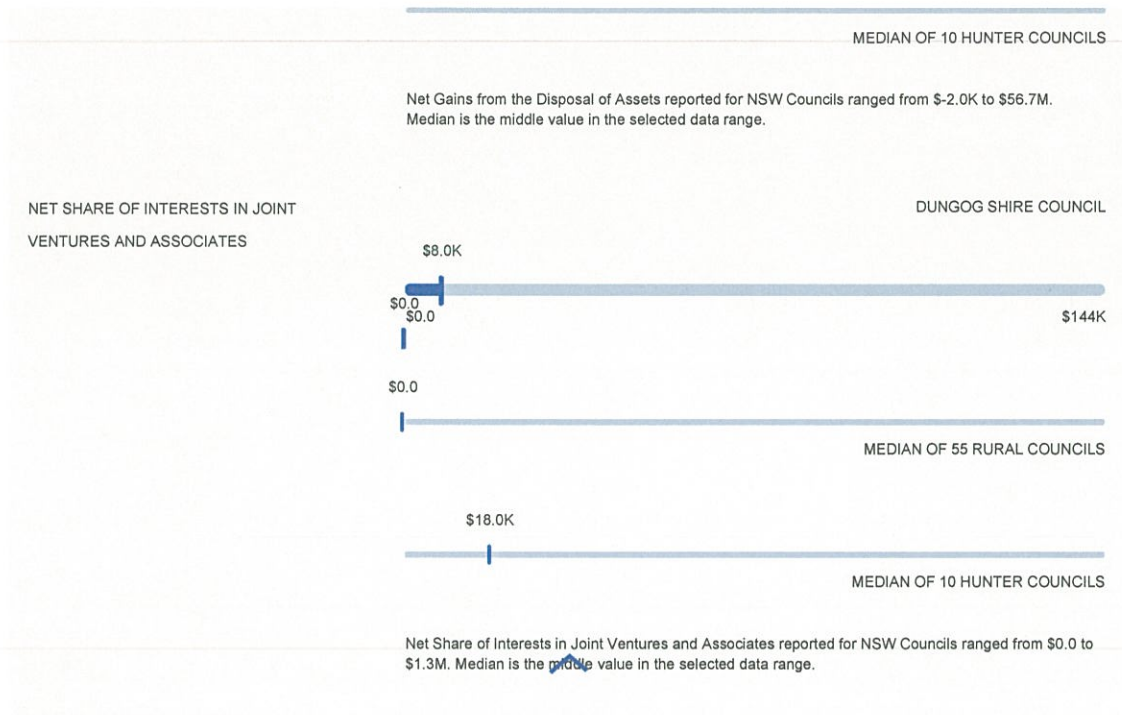 MEDIAN OF 10 HUNTER COUNCILS
Net Gains from the Disposal of Assets reported for NSW Councils ranged from $-2.0K to $56.7M.
Median is the middle value in the selected data range.
NET SHARE OF INTERESTS IN JOINT
VENTURES AND ASSOCIATES
DUNGOG SHIRE COUNCIL
$8.0K
$0.0
$0.0
$144K
$0.0
MEDIAN OF 55 RURAL COUNCILS
$18.0K
MEDIAN OF 10 HUNTER COUNCILS
Net Share of Interests in Joint Ventures and Associates reported for NSW Councils ranged from $0.0 to
$1.3M. Median is the middle value in the selected data range.